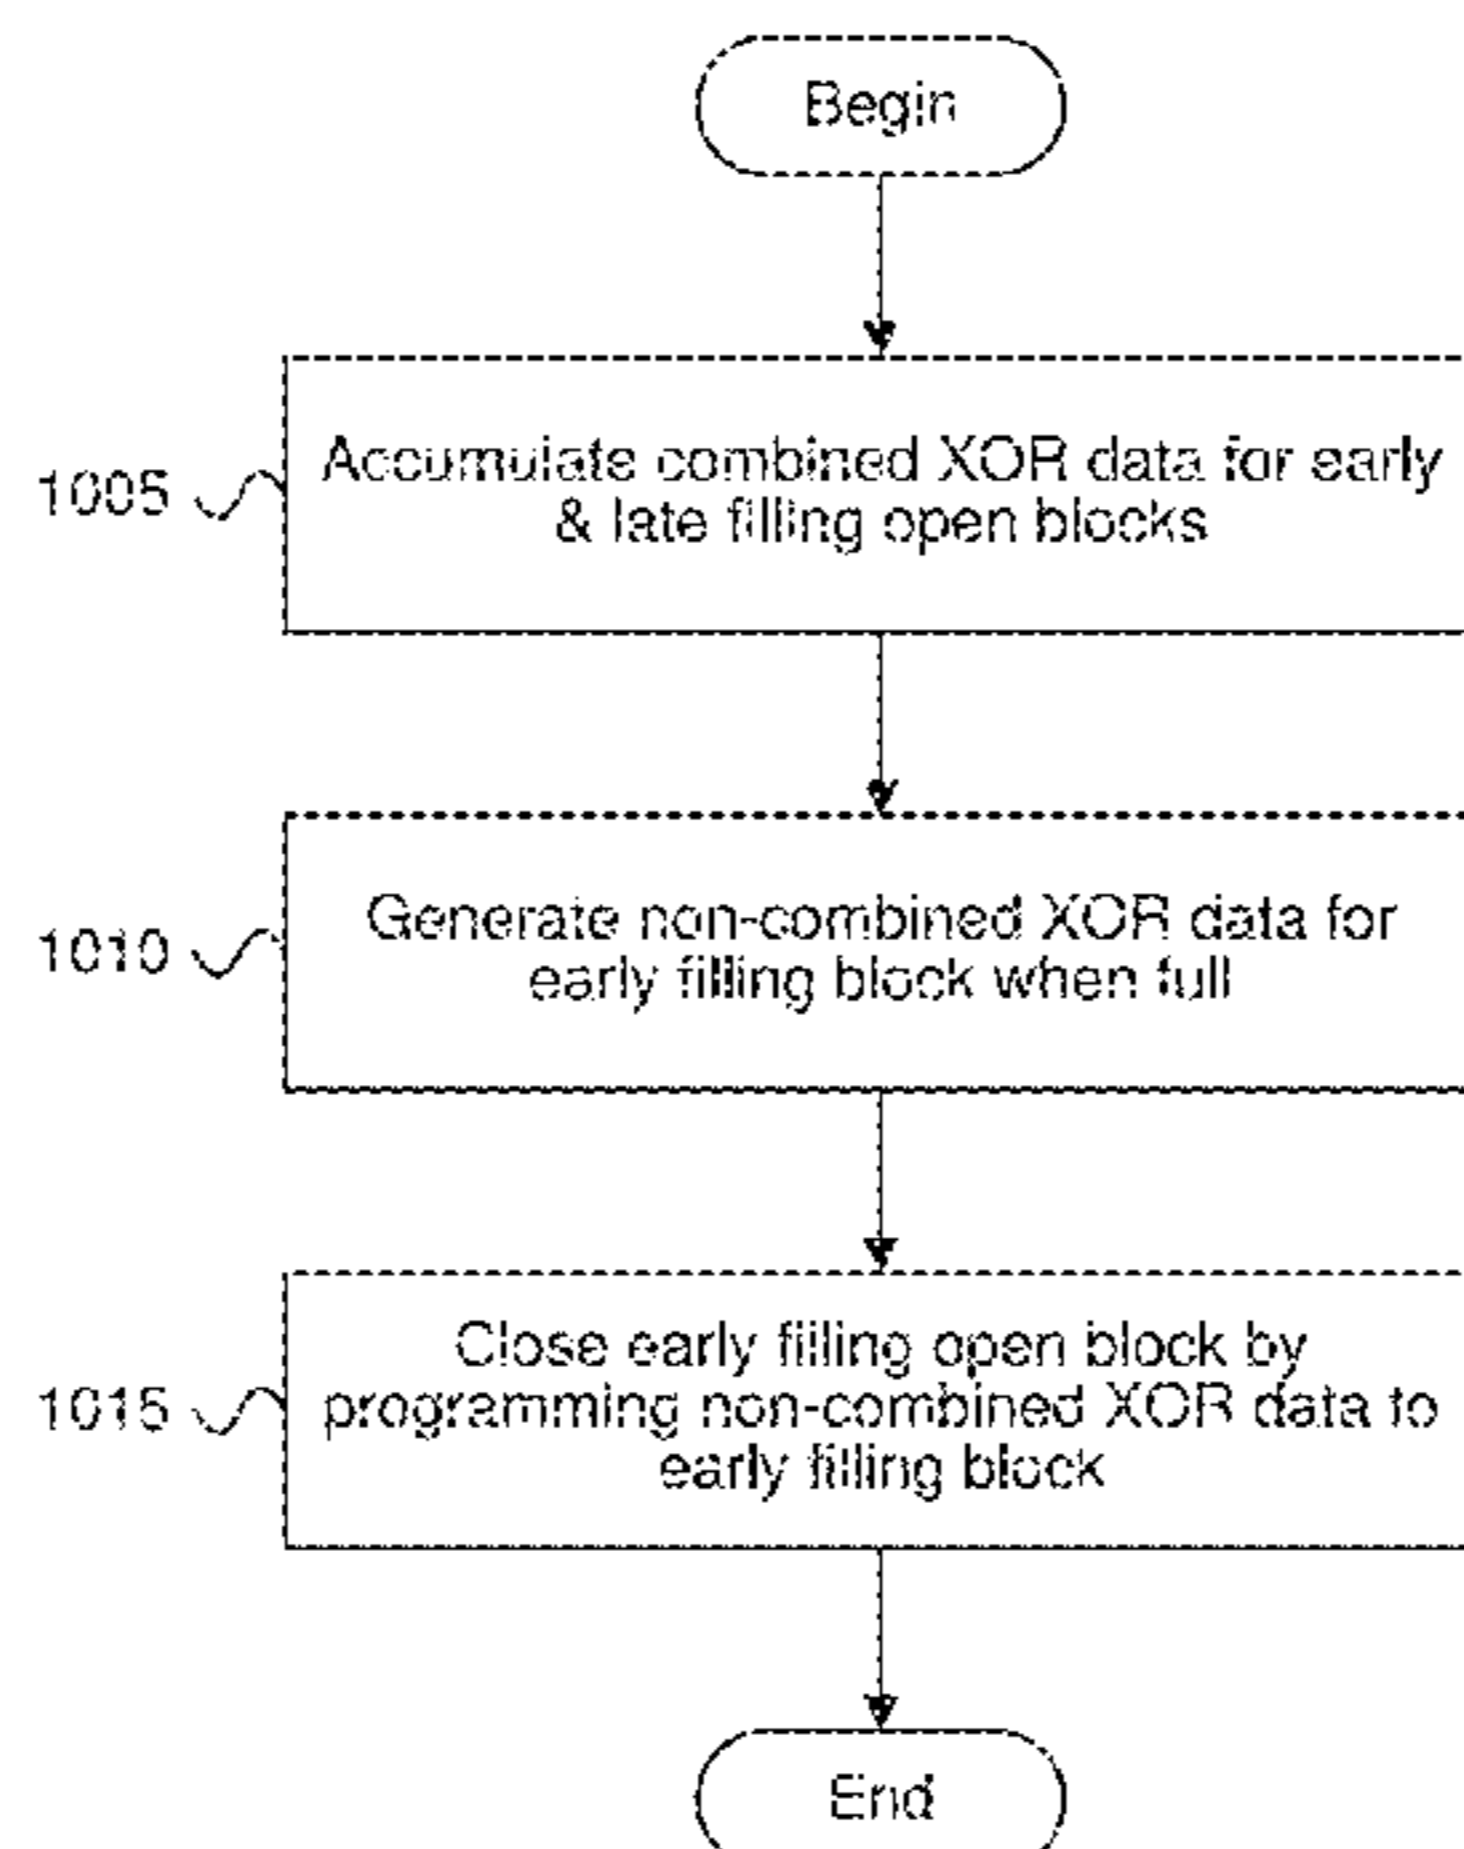 Begin
1005
Accumulate combined XOR data for early
& late filling open blocks
1010
Generate non-combined XOR data for
early filling block when full
1015
Close early filling open block by
programming non-combined XOR data to
early filling block
End